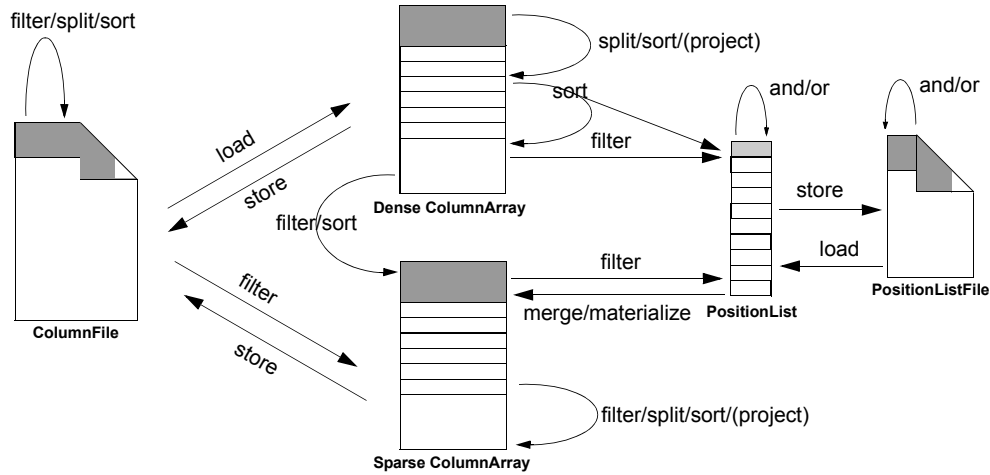 filter/split/sort
split/sort/(project)
sort
and/or
and/or
load
store
filter
Dense ColumnArray
filter/sort
store
load
filter
filter
merge/materialize
PositionList
PositionListFile
ColumnFile
store
filter/split/sort/(project)
Sparse ColumnArray